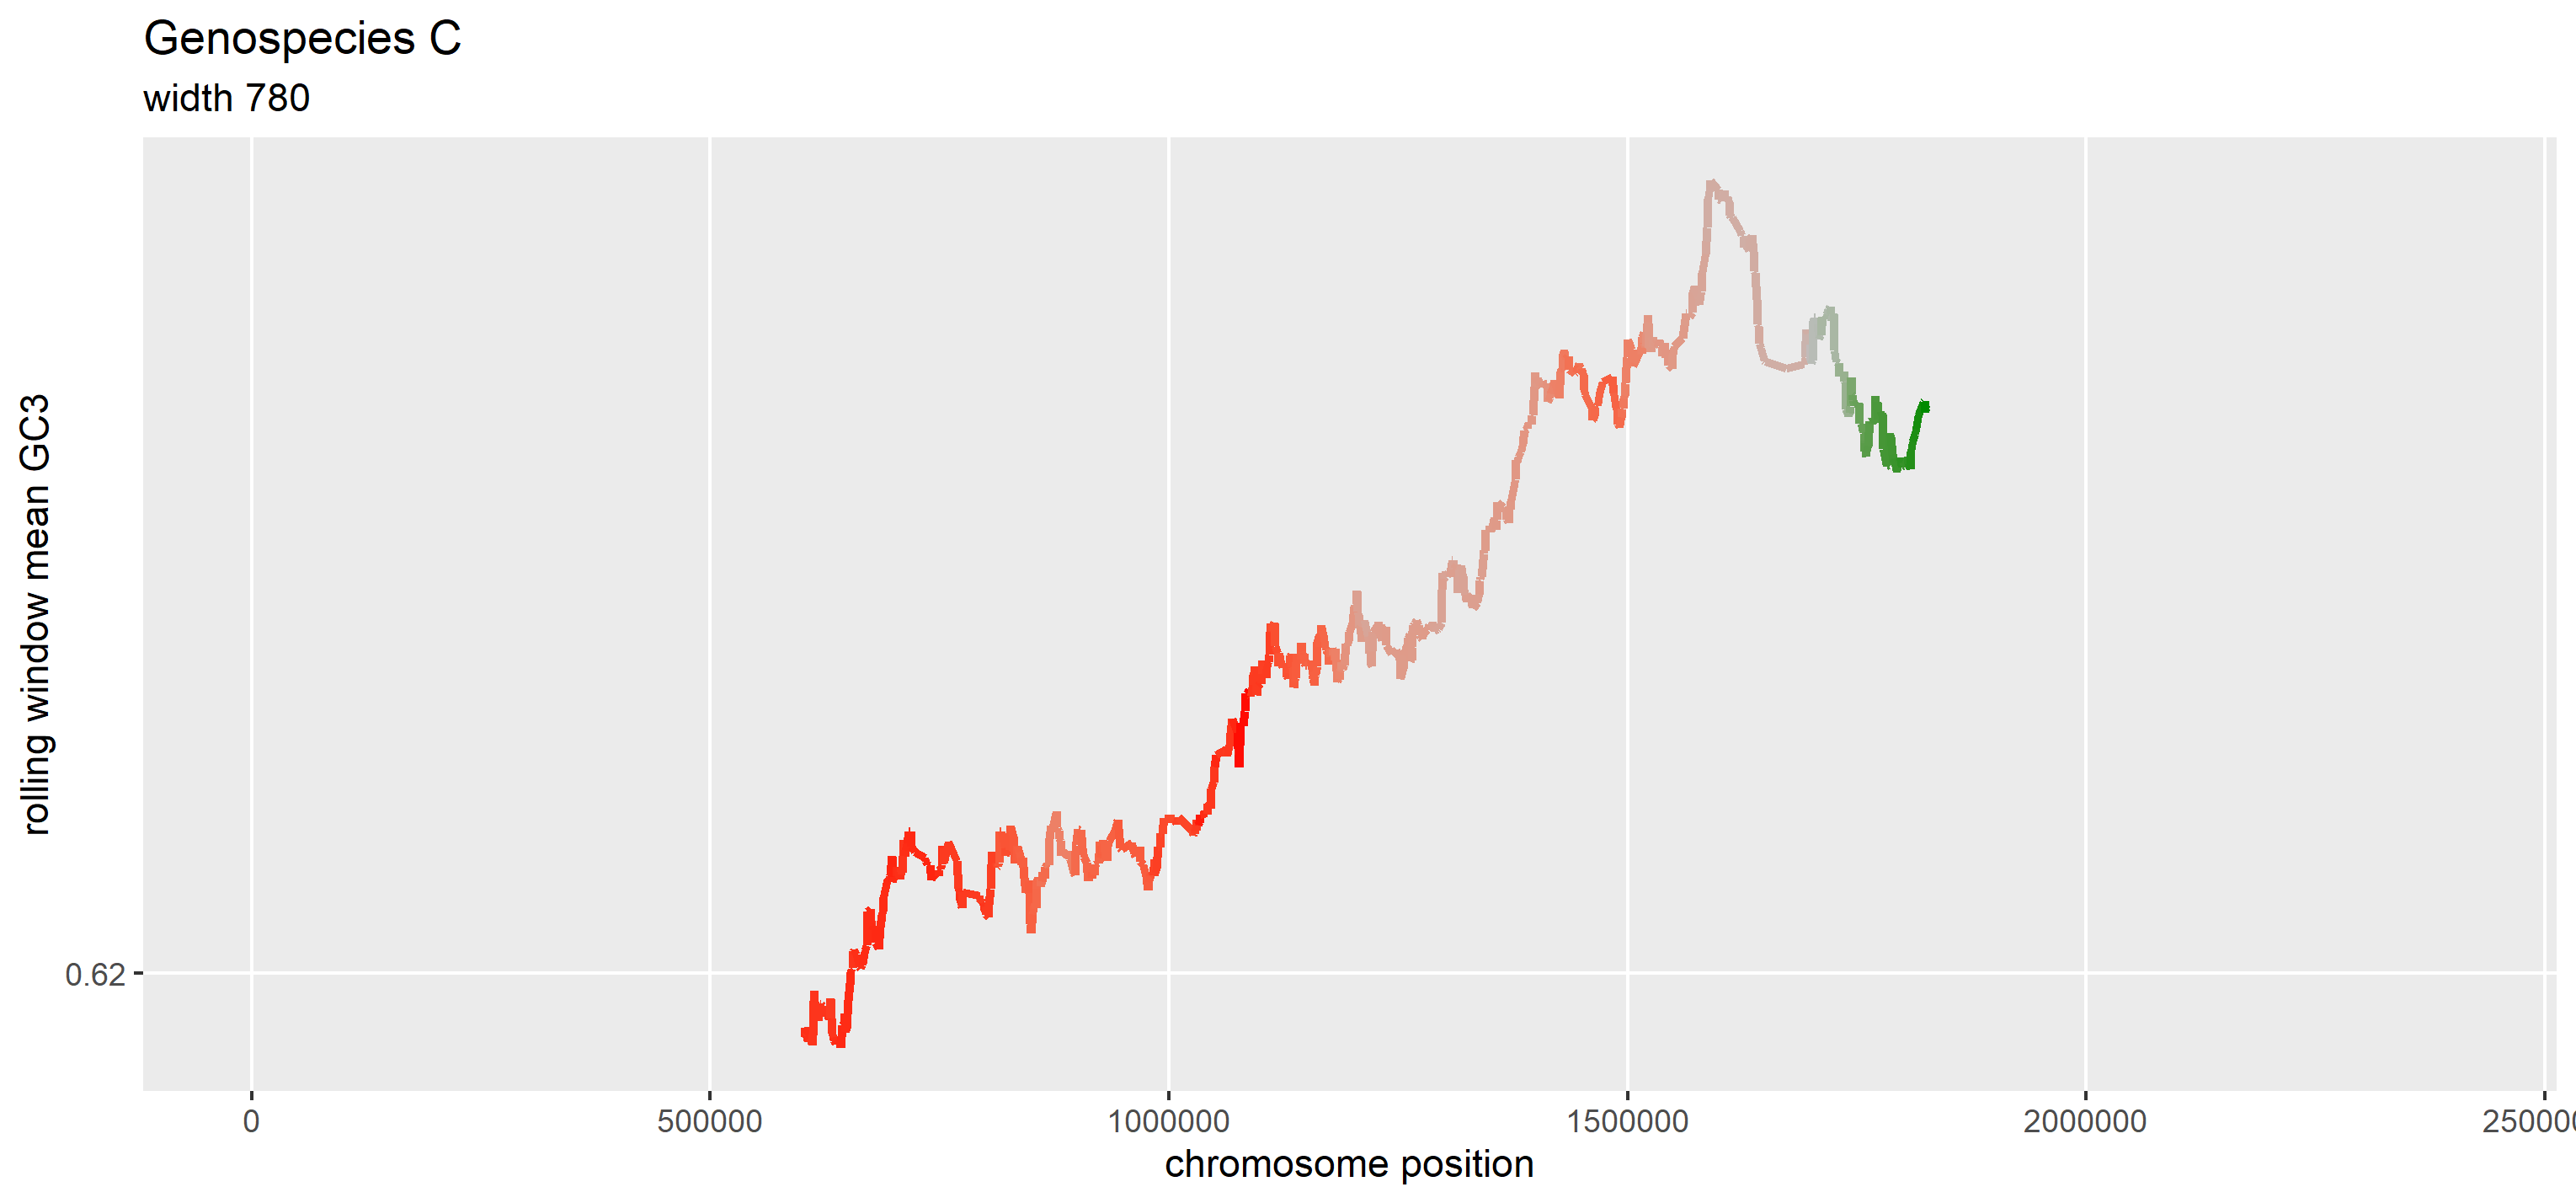 Genospecies C
width 780
rolling window mean GC3
0.62
0
500000
1000000
1500000
2000000
chromosome position